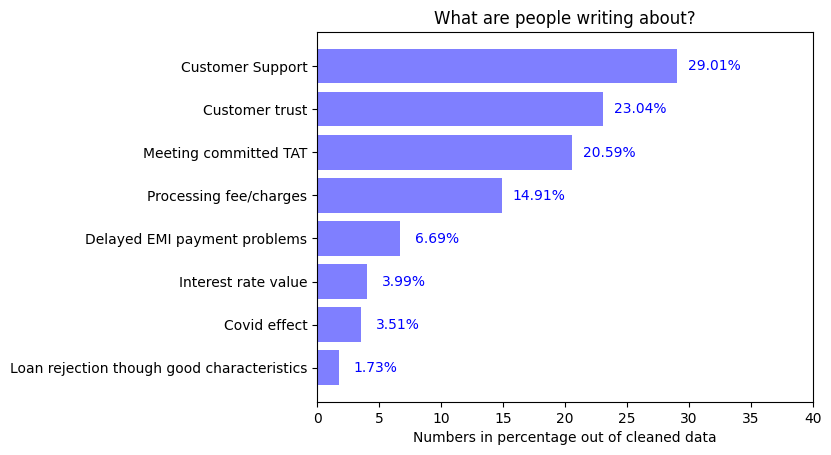 What are people writing about?
Customer Support 29.01%
Customer trust 23.04%
Meeting committed TAT 20.59%
Processing fee/charges 14.91%
Delayed EMI payment problems 6.69%
Interest rate value 3.99%
Covid effect 3.51%
Loan rejection though good characteristics 1.73%
0 5 10 15 20 25 30 35 40
Numbers in percentage out of cleaned data